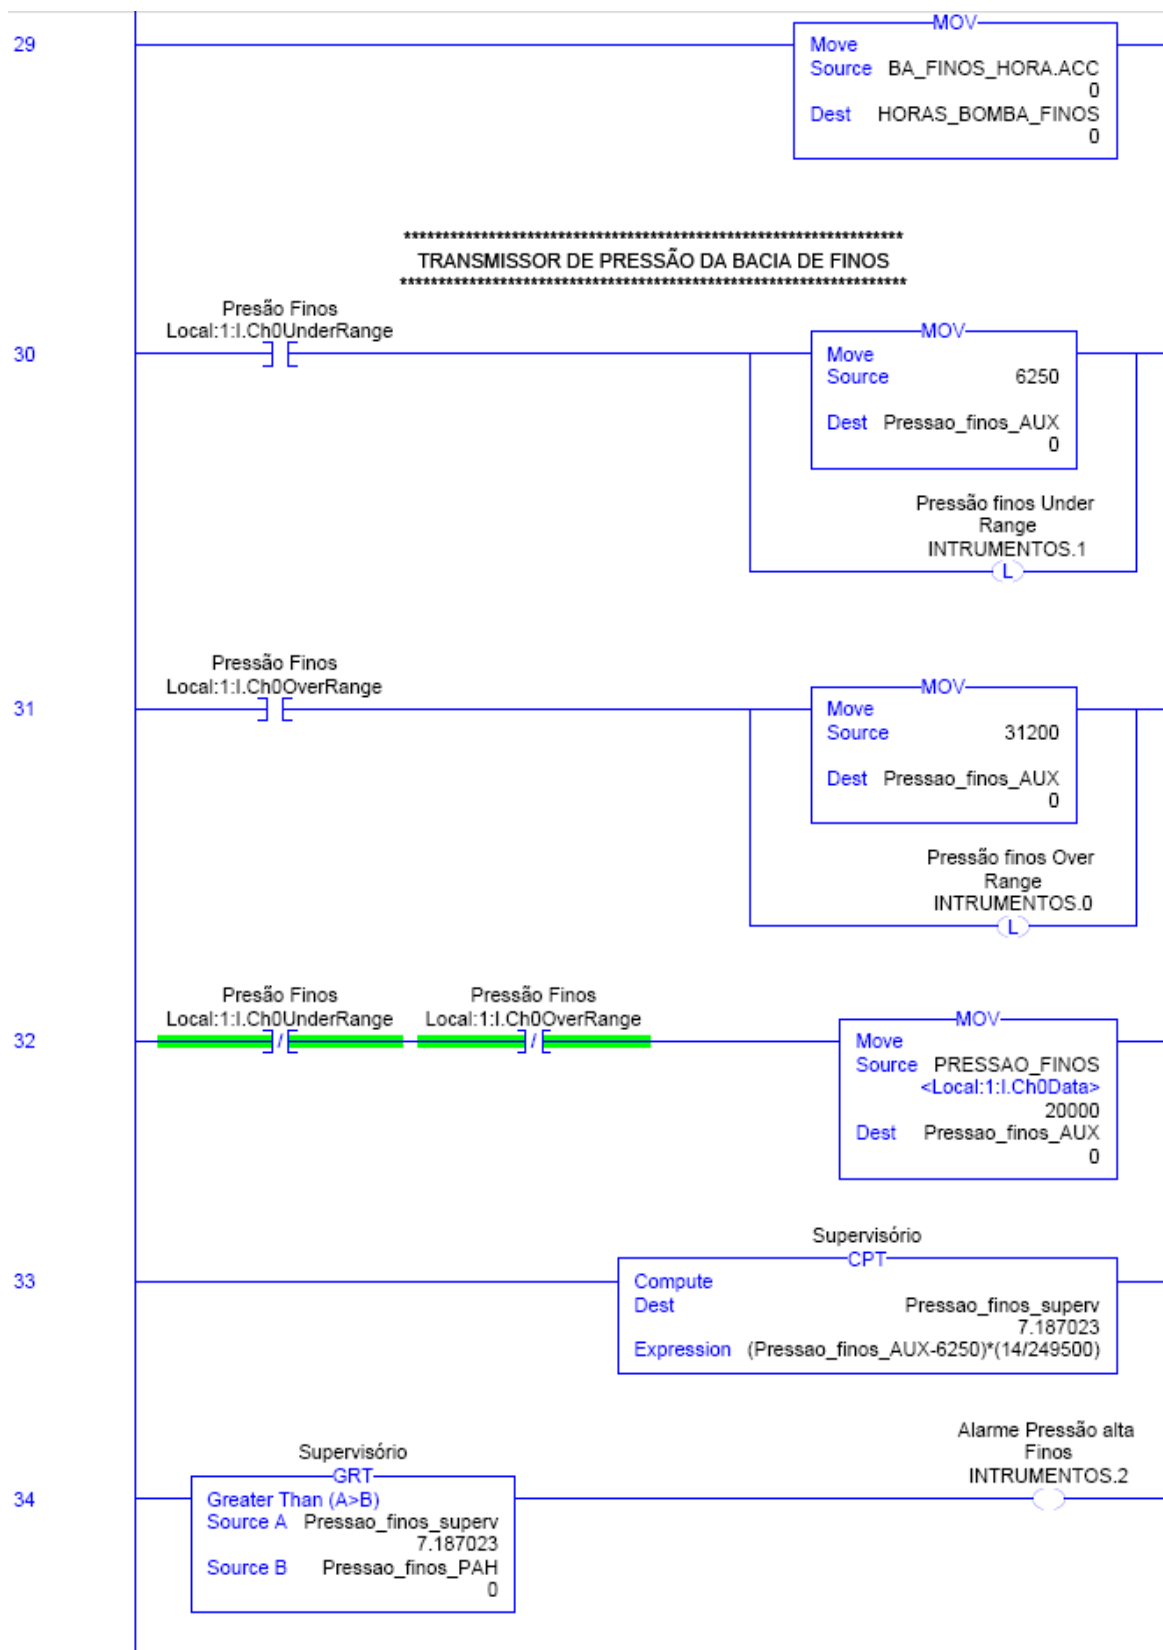 29
MOV
Move
Source BA_FINOS_HORA.ACC
0
Dest HORAS_BOMBA_FINOS
0
*****************************************************************
TRANSMISSOR DE PRESSÃO DA BACIA DE FINOS
******************************************************************
30
Presão Finos
Local:1:I.Ch0UnderRange
MOV
Move
Source 6250
Dest Pressao_finos_AUX
0
Pressão finos Under
Range
INTRUMENTOS.1
L
31
Pressão Finos
Local:1:I.Ch0OverRange
MOV
Move
Source 31200
Dest Pressao_finos_AUX
0
Pressão finos Over
Range
INTRUMENTOS.0
L
32
Presão Finos
Local:1:I.Ch0UnderRange
Pressão Finos
Local:1:I.Ch0OverRange
MOV
Move
Source PRESSAO_FINOS
<Local:1:I.Ch0Data>
20000
Dest Pressao_finos_AUX
0
33
Supervisório
CPT
Compute
Dest Pressao_finos_superv
7.187023
Expression (Pressao_finos_AUX-6250)*(14/249500)
34
Supervisório
GRT
Greater Than (A>B)
Source A Pressao_finos_superv
7.187023
Source B Pressao_finos_PAH
0
Alarme Pressão alta
Finos
INTRUMENTOS.2